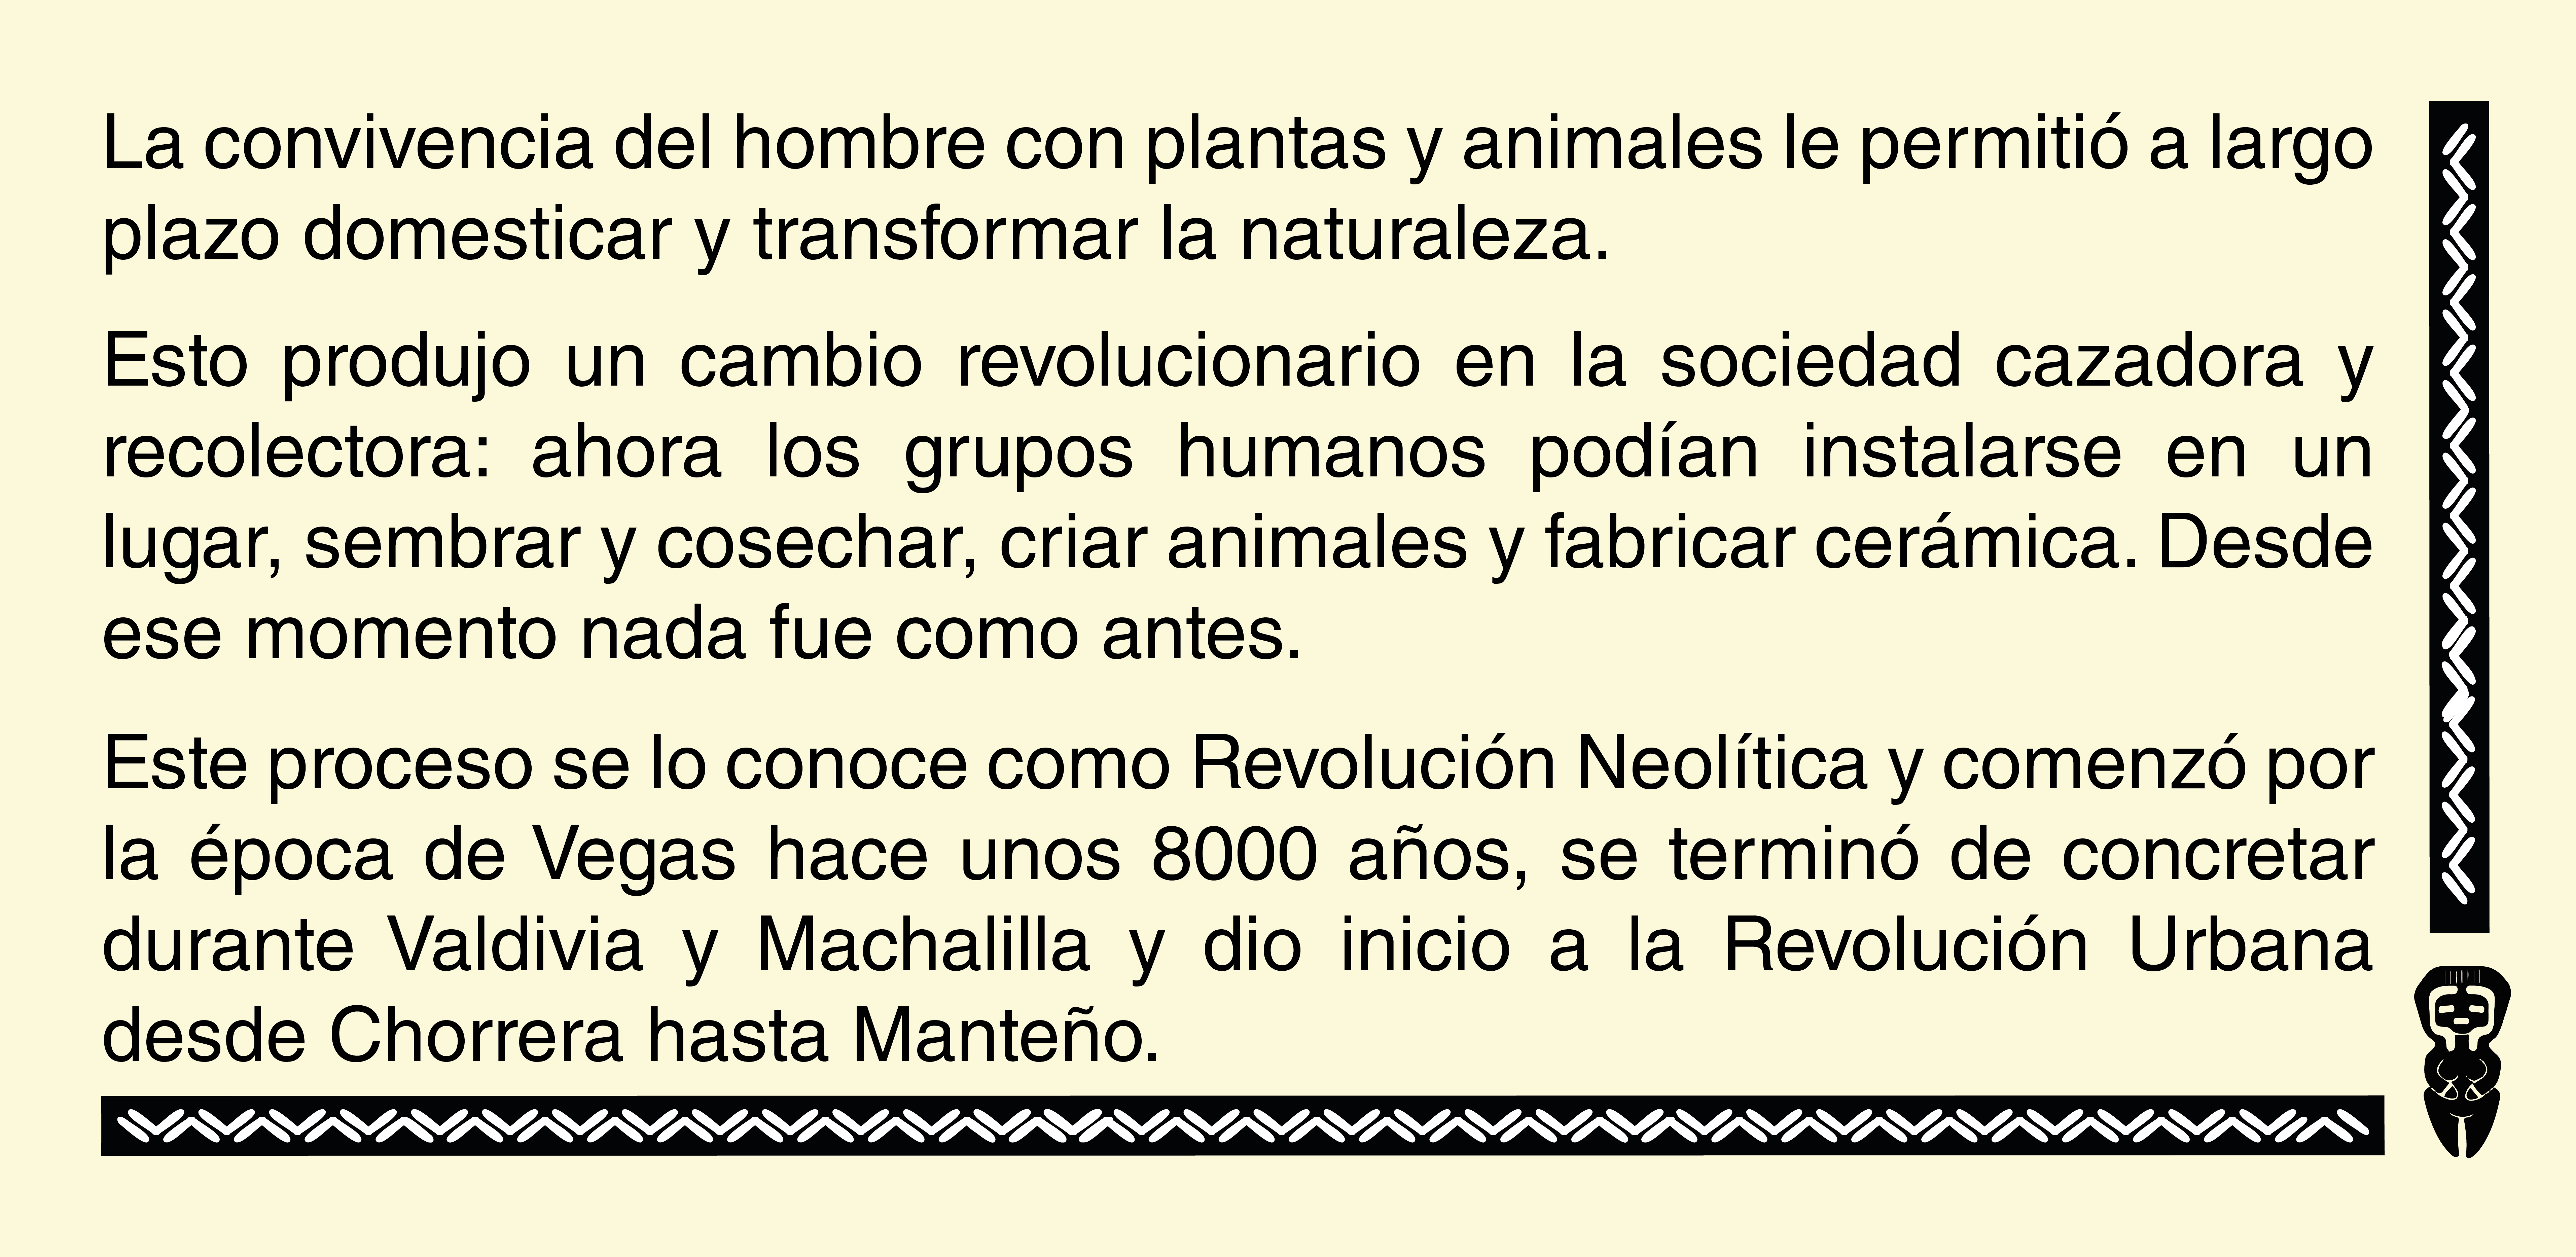 La convivencia del hombre con plantas y animales le permitió a largo
plazo domesticar y transformar la naturaleza.
Esto produjo un cambio revolucionario en la sociedad cazadora y
recolectora: ahora los grupos humanos podían instalarse en un
lugar, sembrar y cosechar, criar animales y fabricar cerámica. Desde
ese momento nada fue como antes.
Este proceso se lo conoce como Revolución Neolítica y comenzó por
la época de Vegas hace unos 8000 años, se terminó de concretar
durante Valdivia y Machalilla y dio inicio a la Revolución Urbana
desde Chorrera hasta Manteño.